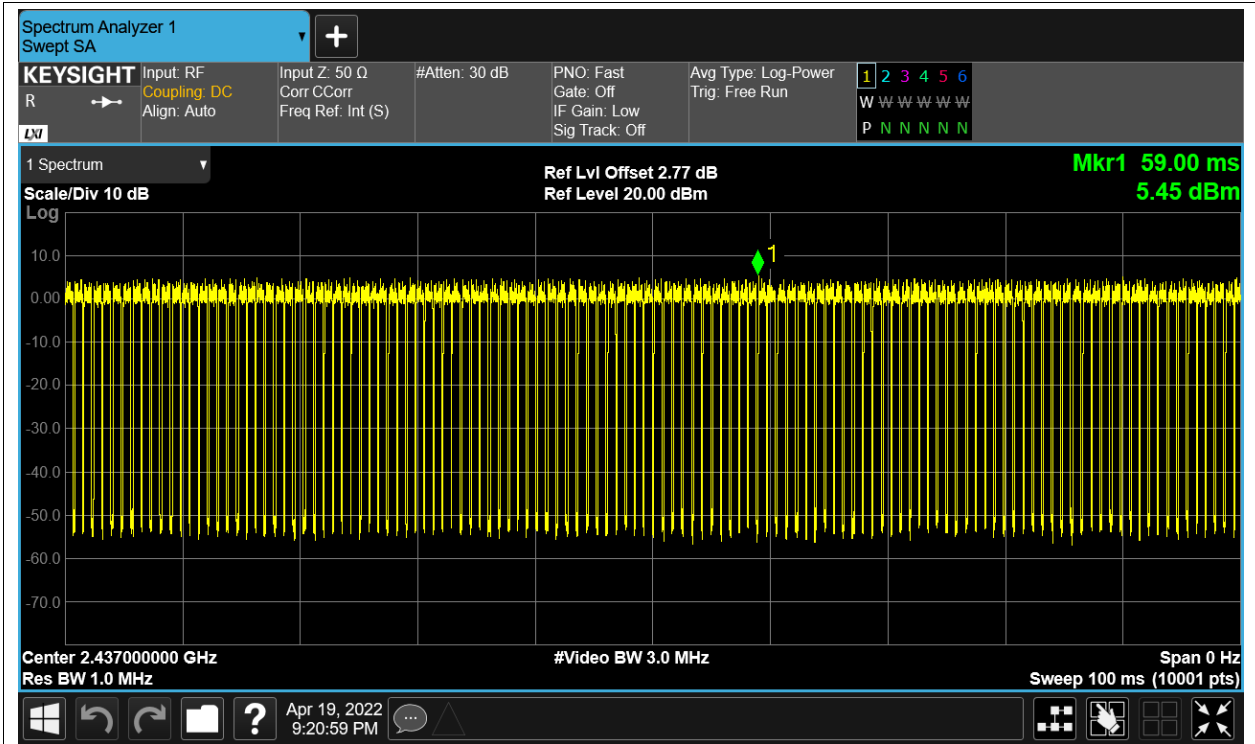 Spectrum Analyzer 1
Swept SA
KEYSIGHT
R
LXI
Input: RF
Coupling: DC
Align: Auto
Input Z: 50 Ω
Corr CCorr
Freq Ref: Int (S)
#Atten: 30 dB
PNO: Fast
Gate: Off
IF Gain: Low
Sig Track: Off
Avg Type: Log-Power
Trig: Free Run
1 2 3 4 5 6
W W W W W W
P N N N N N
1 Spectrum
Scale/Div 10 dB
Ref Lvl Offset 2.77 dB
Ref Level 20.00 dBm
Mkr1 59.00 ms
5.45 dBm
Log
1
10.0
0.00
-10.0
-20.0
-30.0
-40.0
-50.0
-60.0
-70.0
Center 2.437000000 GHz
Res BW 1.0 MHz
#Video BW 3.0 MHz
Span 0 Hz
Sweep 100 ms (10001 pts)
?
Apr 19, 2022
9:20:59 PM